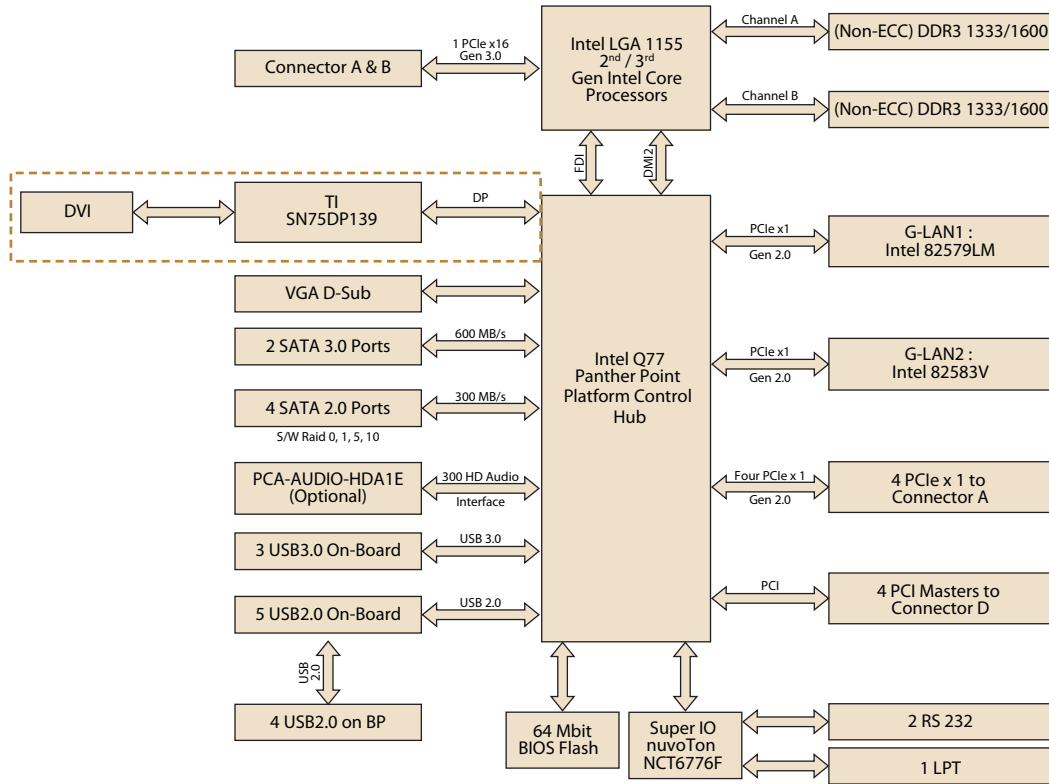 Connector A & B
1 PCIe x16
Gen 3.0
Intel LGA 1155
2nd / 3rd
Gen Intel Core
Processors
Channel A
(Non-ECC) DDR3 1333/1600
Channel B
(Non-ECC) DDR3 1333/1600
FDI
DMI2
DVI
TI
SN75DP139
DP
VGA D-Sub
2 SATA 3.0 Ports
600 MB/s
4 SATA 2.0 Ports
300 MB/s
S/W Raid 0, 1, 5, 10
PCA-AUDIO-HDA1E
(Optional)
300 HD Audio
Interface
3 USB3.0 On-Board
USB 3.0
5 USB2.0 On-Board
USB 2.0
USB
2.0
4 USB2.0 on BP
Intel Q77
Panther Point
Platform Control
Hub
PCIe x1
Gen 2.0
G-LAN1 :
Intel 82579LM
PCIe x1
Gen 2.0
G-LAN2 :
Intel 82583V
Four PCIe x 1
Gen 2.0
4 PCIe x 1 to
Connector A
PCI
4 PCI Masters to
Connector D
64 Mbit
BIOS Flash
Super IO
nuvoTon
NCT6776F
2 RS 232
1 LPT